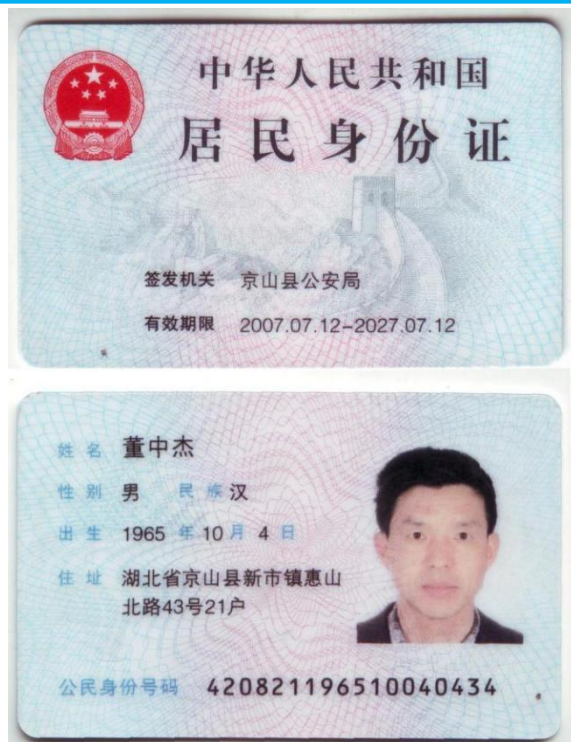 中华人民共和国
居民身份证
签发机关 京山县公安局
有效期限 2007.07.12-2027.07.12
姓名 董中杰
性别 男 民族 汉
出生 1965 年 10 月 4 日
住址 湖北省京山县新市镇惠山
北路43号21户
公民身份号码 420821196510040434